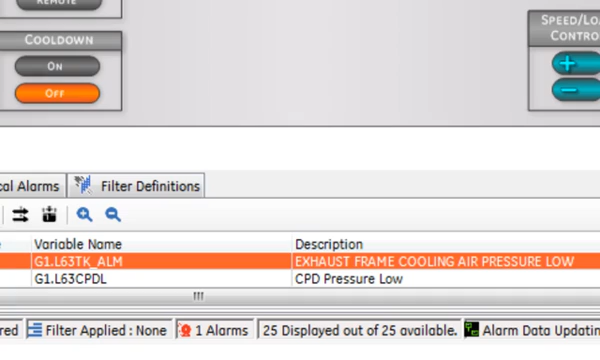 REMOTE
SPEED/LOA
CONTRO
COOLDOWN
ON
OFF
+
−
cal Alarms
Filter Definitions
Variable Name Description
G1.L63TK_ALM EXHAUST FRAME COOLING AIR PRESSURE LOW
G1.L63CPDL CPD Pressure Low
red Filter Applied : None 1 Alarms 25 Displayed out of 25 available. Alarm Data Updatin